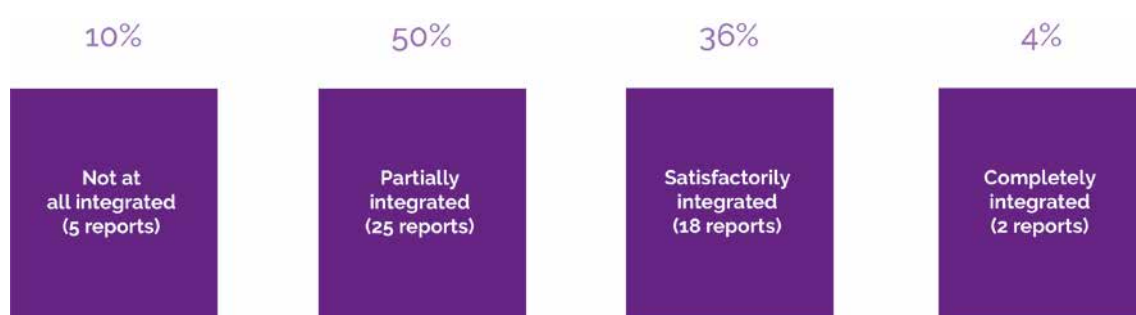 10%
50%
36%
4%
Not at
all integrated
(5 reports)
Partially
integrated
(25 reports)
Satisfactorily
integrated
(18 reports)
Completely
integrated
(2 reports)